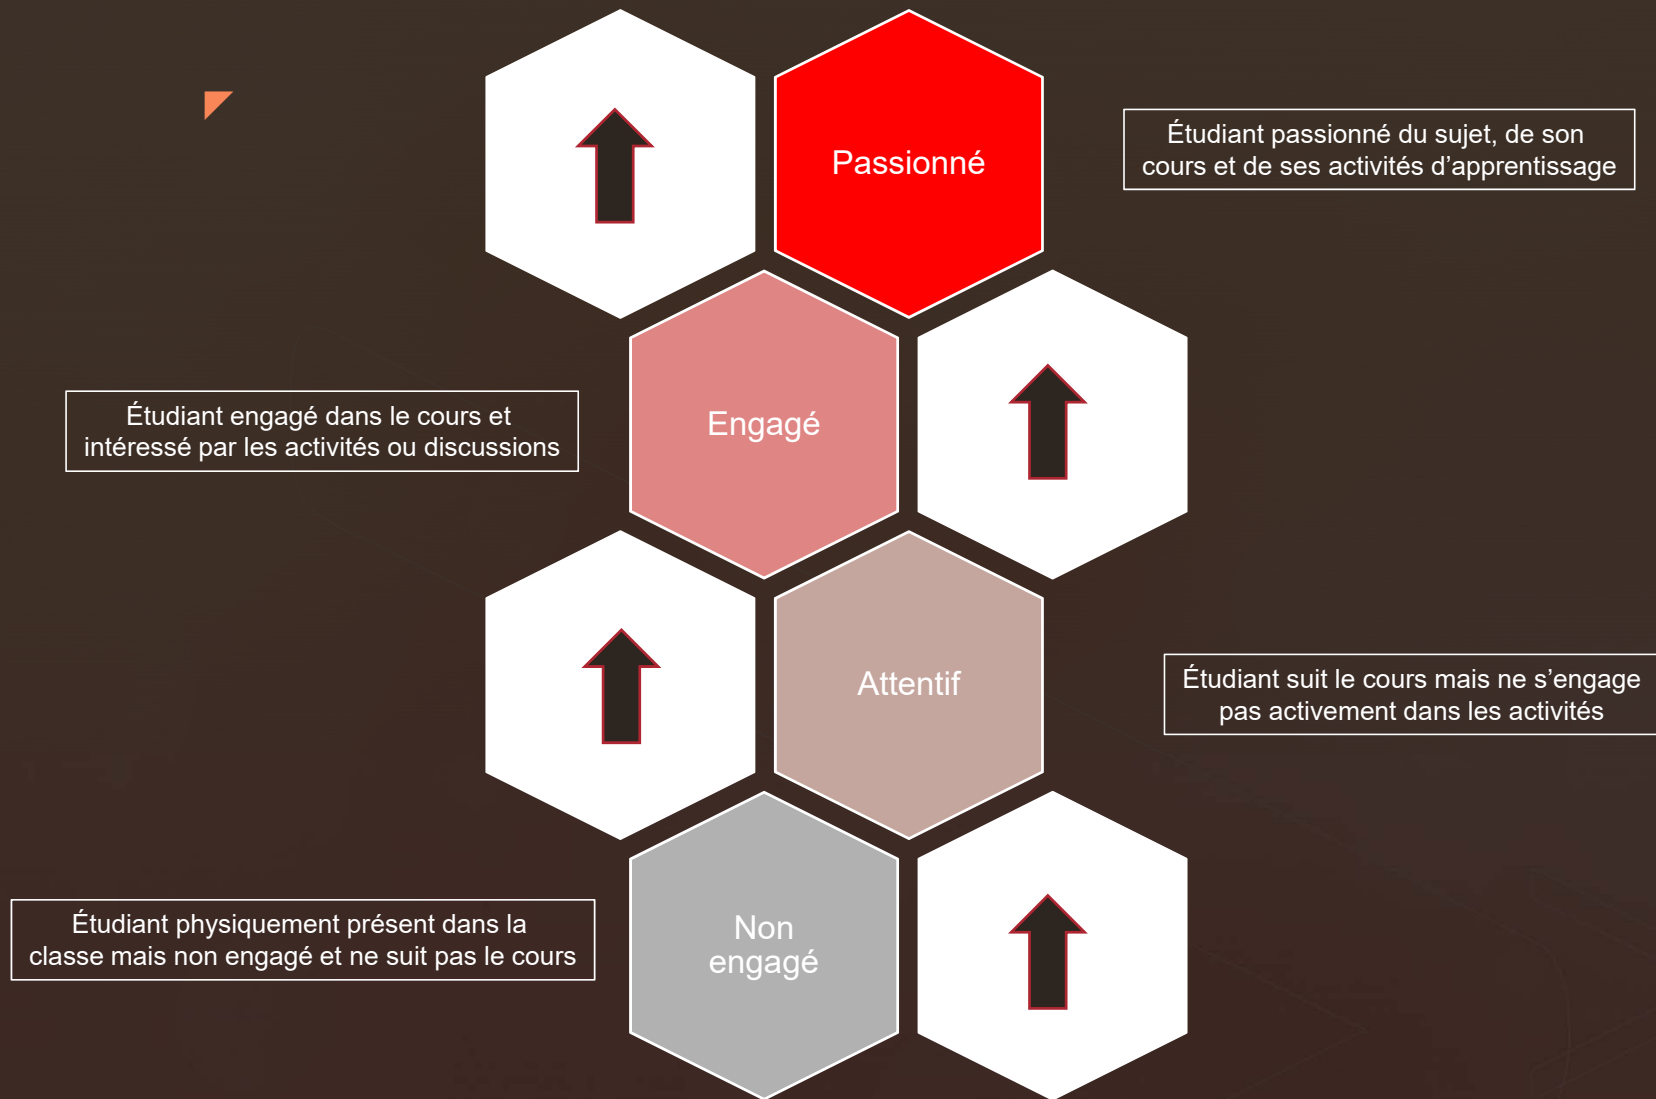 Passionné
Étudiant passionné du sujet, de son
cours et de ses activités d’apprentissage
Étudiant engagé dans le cours et
intéressé par les activités ou discussions
Engagé
Attentif
Étudiant suit le cours mais ne s’engage
pas activement dans les activités
Étudiant physiquement présent dans la
classe mais non engagé et ne suit pas le cours
Non
engagé